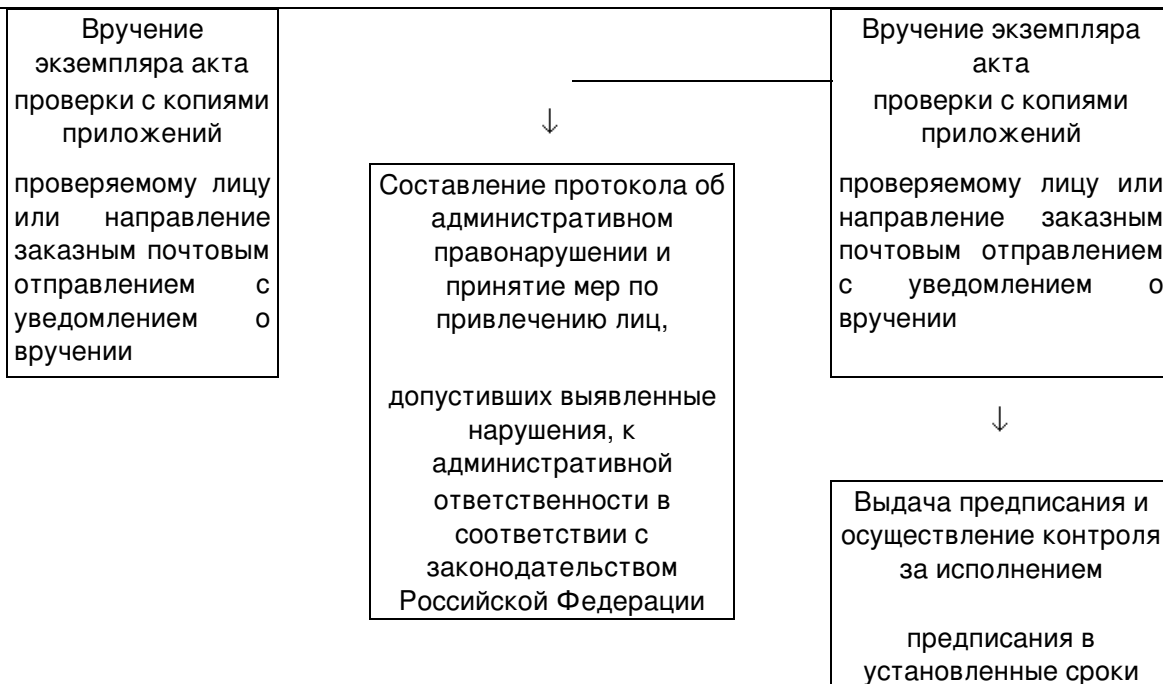 Вручение
экземпляра акта
проверки с копиями
приложений
проверяемому лицу
или направление
заказным почтовым
отправлением с
уведомлением о
вручении
↓
Составление протокола об
административном
правонарушении и
принятие мер по
привлечению лиц,
допустивших выявленные
нарушения, к
административной
ответственности в
соответствии с
законодательством
Российской Федерации
Вручение экземпляра
акта
проверки с копиями
приложений
проверяемому лицу или
направление заказным
почтовым отправлением
с уведомлением о
вручении
↓
Выдача предписания и
осуществление контроля
за исполнением
предписания в
установленные сроки